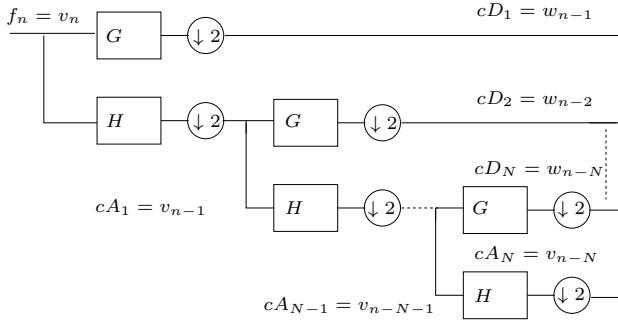 f_n = v_n
G
↓ 2
cD_1 = w_{n-1}
H
↓ 2
G
↓ 2
cD_2 = w_{n-2}
cA_1 = v_{n-1}
H
↓ 2
cD_N = w_{n-N}
G
↓ 2
cA_N = v_{n-N}
cA_{N-1} = v_{n-N-1}
H
↓ 2